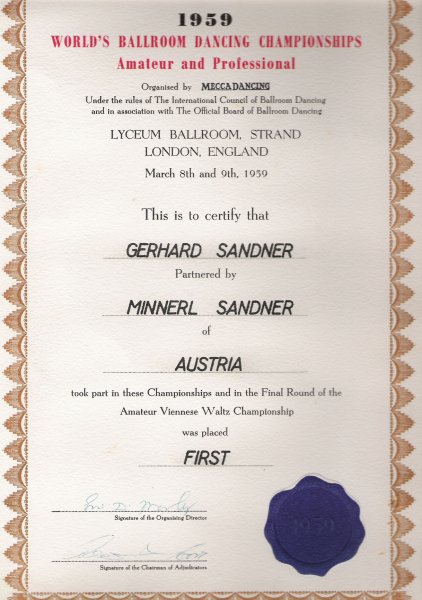 1959
WORLD'S BALLROOM DANCING CHAMPIONSHIPS
Amateur and Professional
Organised by MECCADANCING
Under the rules of The International Council of Ballroom Dancing
and in association with The Official Board of Ballroom Dancing
LYCEUM BALLROOM, STRAND
LONDON, ENGLAND
March 8th and 9th, 1959
This is to certify that
GERHARD SANDNER
Partnered by
MINNERL SANDNER
of
AUSTRIA
took part in these Championships and in the Final Round of the
Amateur Viennese Waltz Championship
was placed
FIRST
Signature of the Organising Director
Signature of the Chairman of Adjudicators
1959